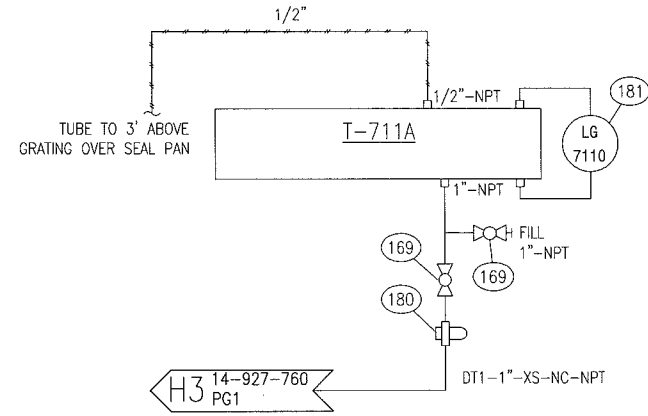 1/2"
1/2"-NPT
181
TUBE TO 3' ABOVE
GRATING OVER SEAL PAN
T-711A
LG
7110
1"-NPT
FILL
1"-NPT
169
169
180
H3
14-927-760
PG1
DT1-1"-XS-NC-NPT